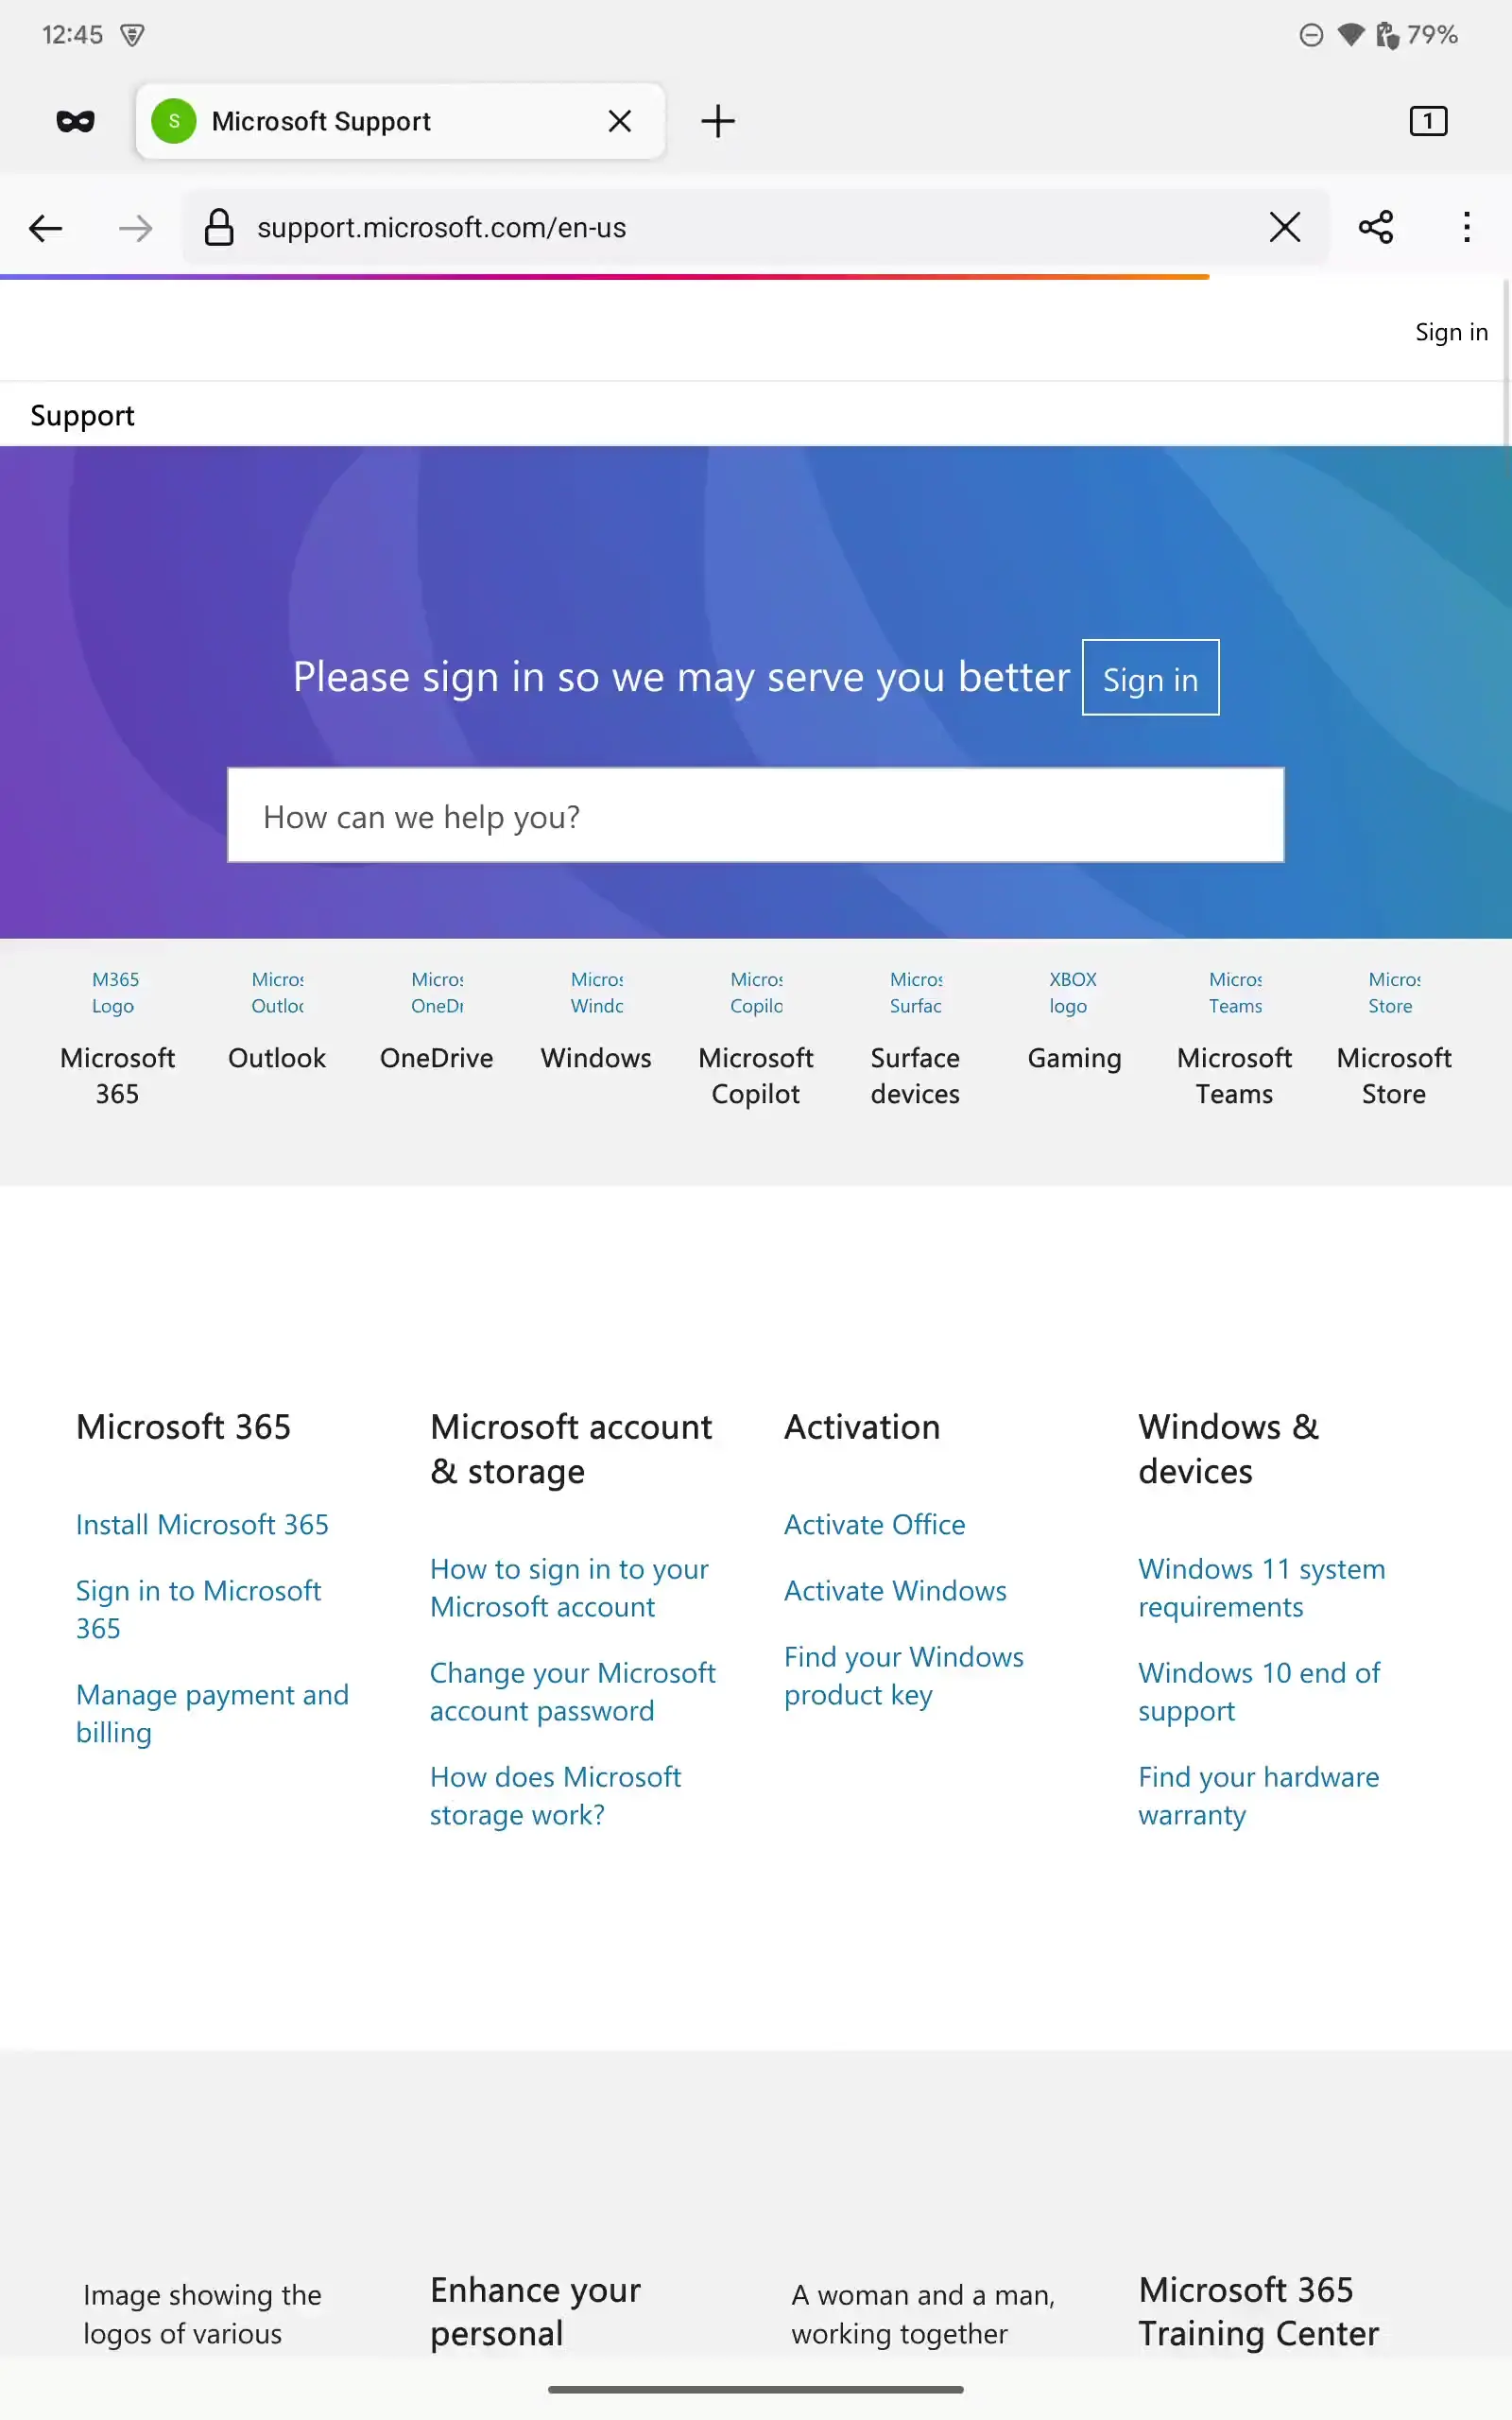 12:45
79%
S
Microsoft Support
1
support.microsoft.com/en-us
Sign in
Support
Please sign in so we may serve you better
Sign in
How can we help you?
M365
Logo
Microsoft
365
Micros
Outloo
Outlook
Micros
OneDr
OneDrive
Micros
Windo
Windows
Micros
Copilo
Microsoft
Copilot
Micros
Surfac
Surface
devices
XBOX
logo
Gaming
Micros
Teams
Microsoft
Teams
Micros
Store
Microsoft
Store
Microsoft 365
Install Microsoft 365
Sign in to Microsoft
365
Manage payment and
billing
Microsoft account
& storage
How to sign in to your
Microsoft account
Change your Microsoft
account password
How does Microsoft
storage work?
Activation
Activate Office
Activate Windows
Find your Windows
product key
Windows &
devices
Windows 11 system
requirements
Windows 10 end of
support
Find your hardware
warranty
Image showing the
logos of various
Enhance your
personal
A woman and a man,
working together
Microsoft 365
Training Center